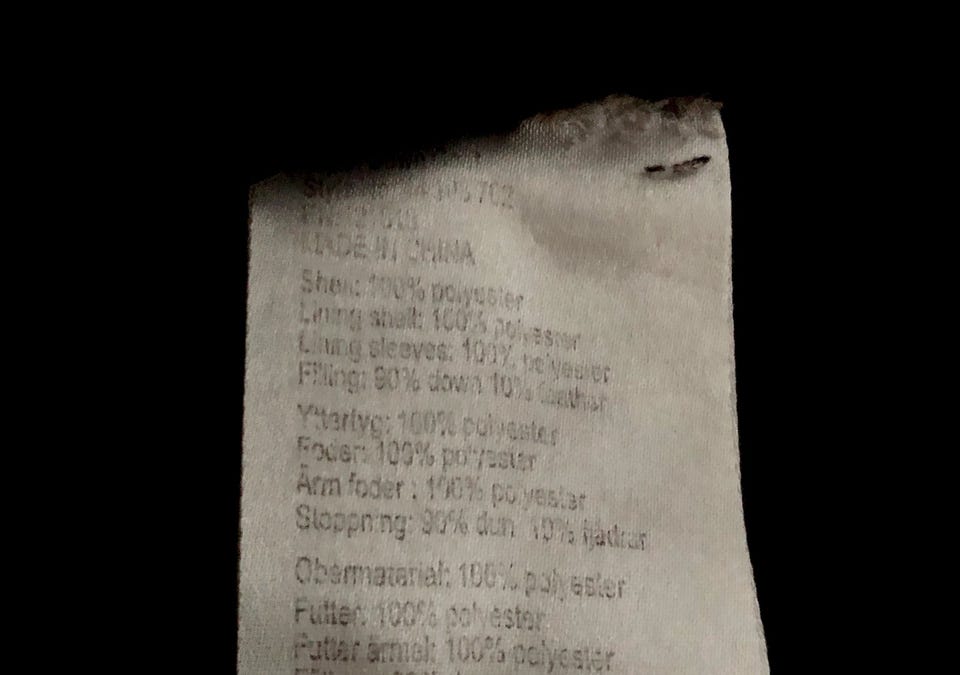 MADE IN CHINA
Shell: 100% polyester
Lining shell: 100% polyester
Lining sleeves: 100% polyester
Filling: 90% down 10% feather
Yttertyg: 100% polyester
Foder: 100% polyester
Ärm foder : 100% polyester
Stoppning: 90% dun 10% fjädrar
Obermaterial: 100% polyester
Futter: 100% polyester
Futter ärmel: 100% polyester